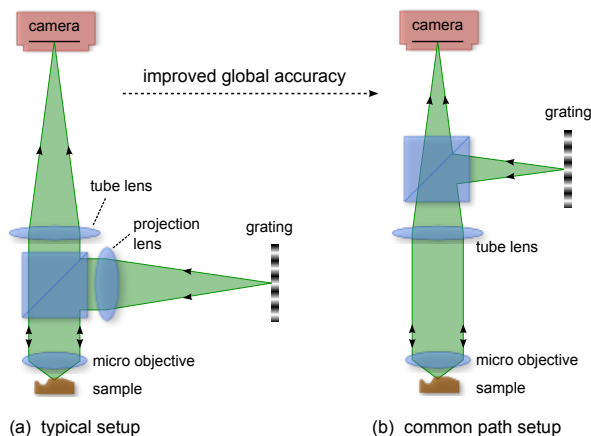 camera
improved global accuracy
tube lens
projection
lens
grating
micro objective
sample
(a) typical setup
camera
grating
tube lens
micro objective
sample
(b) common path setup